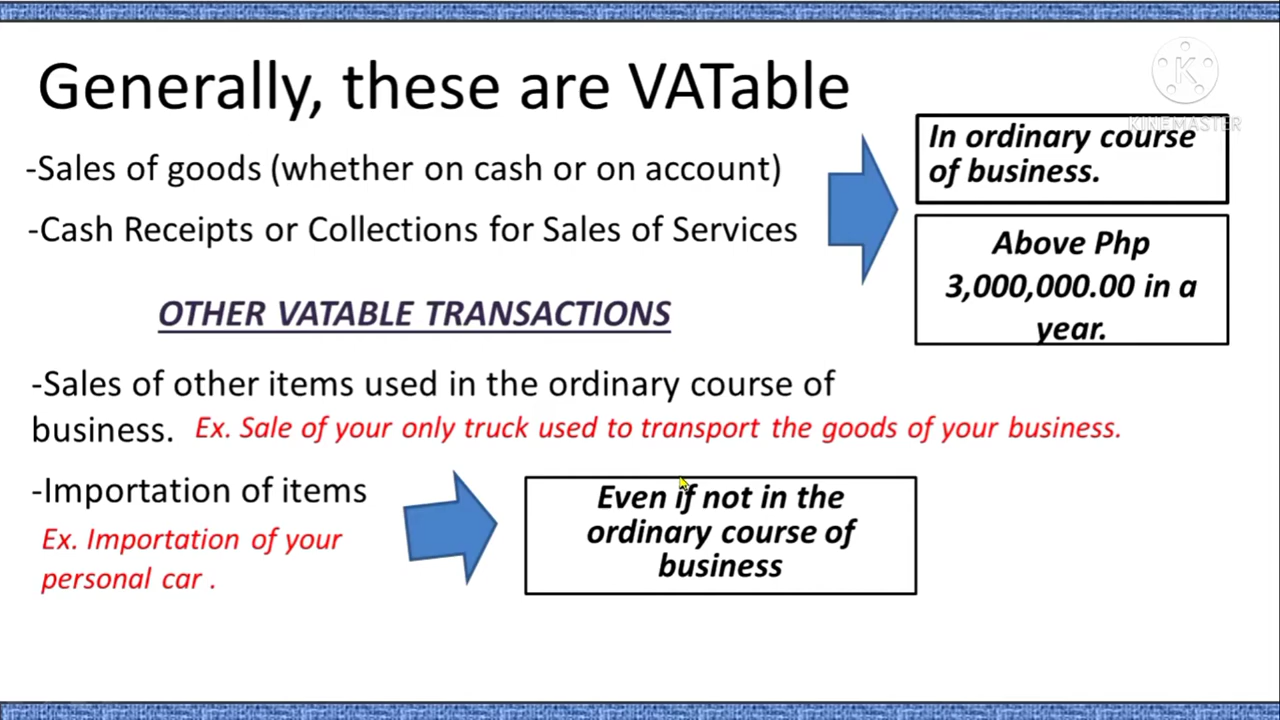 Generally, these are VATable
K
KINEMASTER
-Sales of goods (whether on cash or on account)
-Cash Receipts or Collections for Sales of Services
In ordinary course
of business.
Above Php
3,000,000.00 in a
year.
OTHER VATABLE TRANSACTIONS
-Sales of other items used in the ordinary course of
business. Ex. Sale of your only truck used to transport the goods of your business.
-Importation of items
Ex. Importation of your
personal car .
Even if not in the
ordinary course of
business